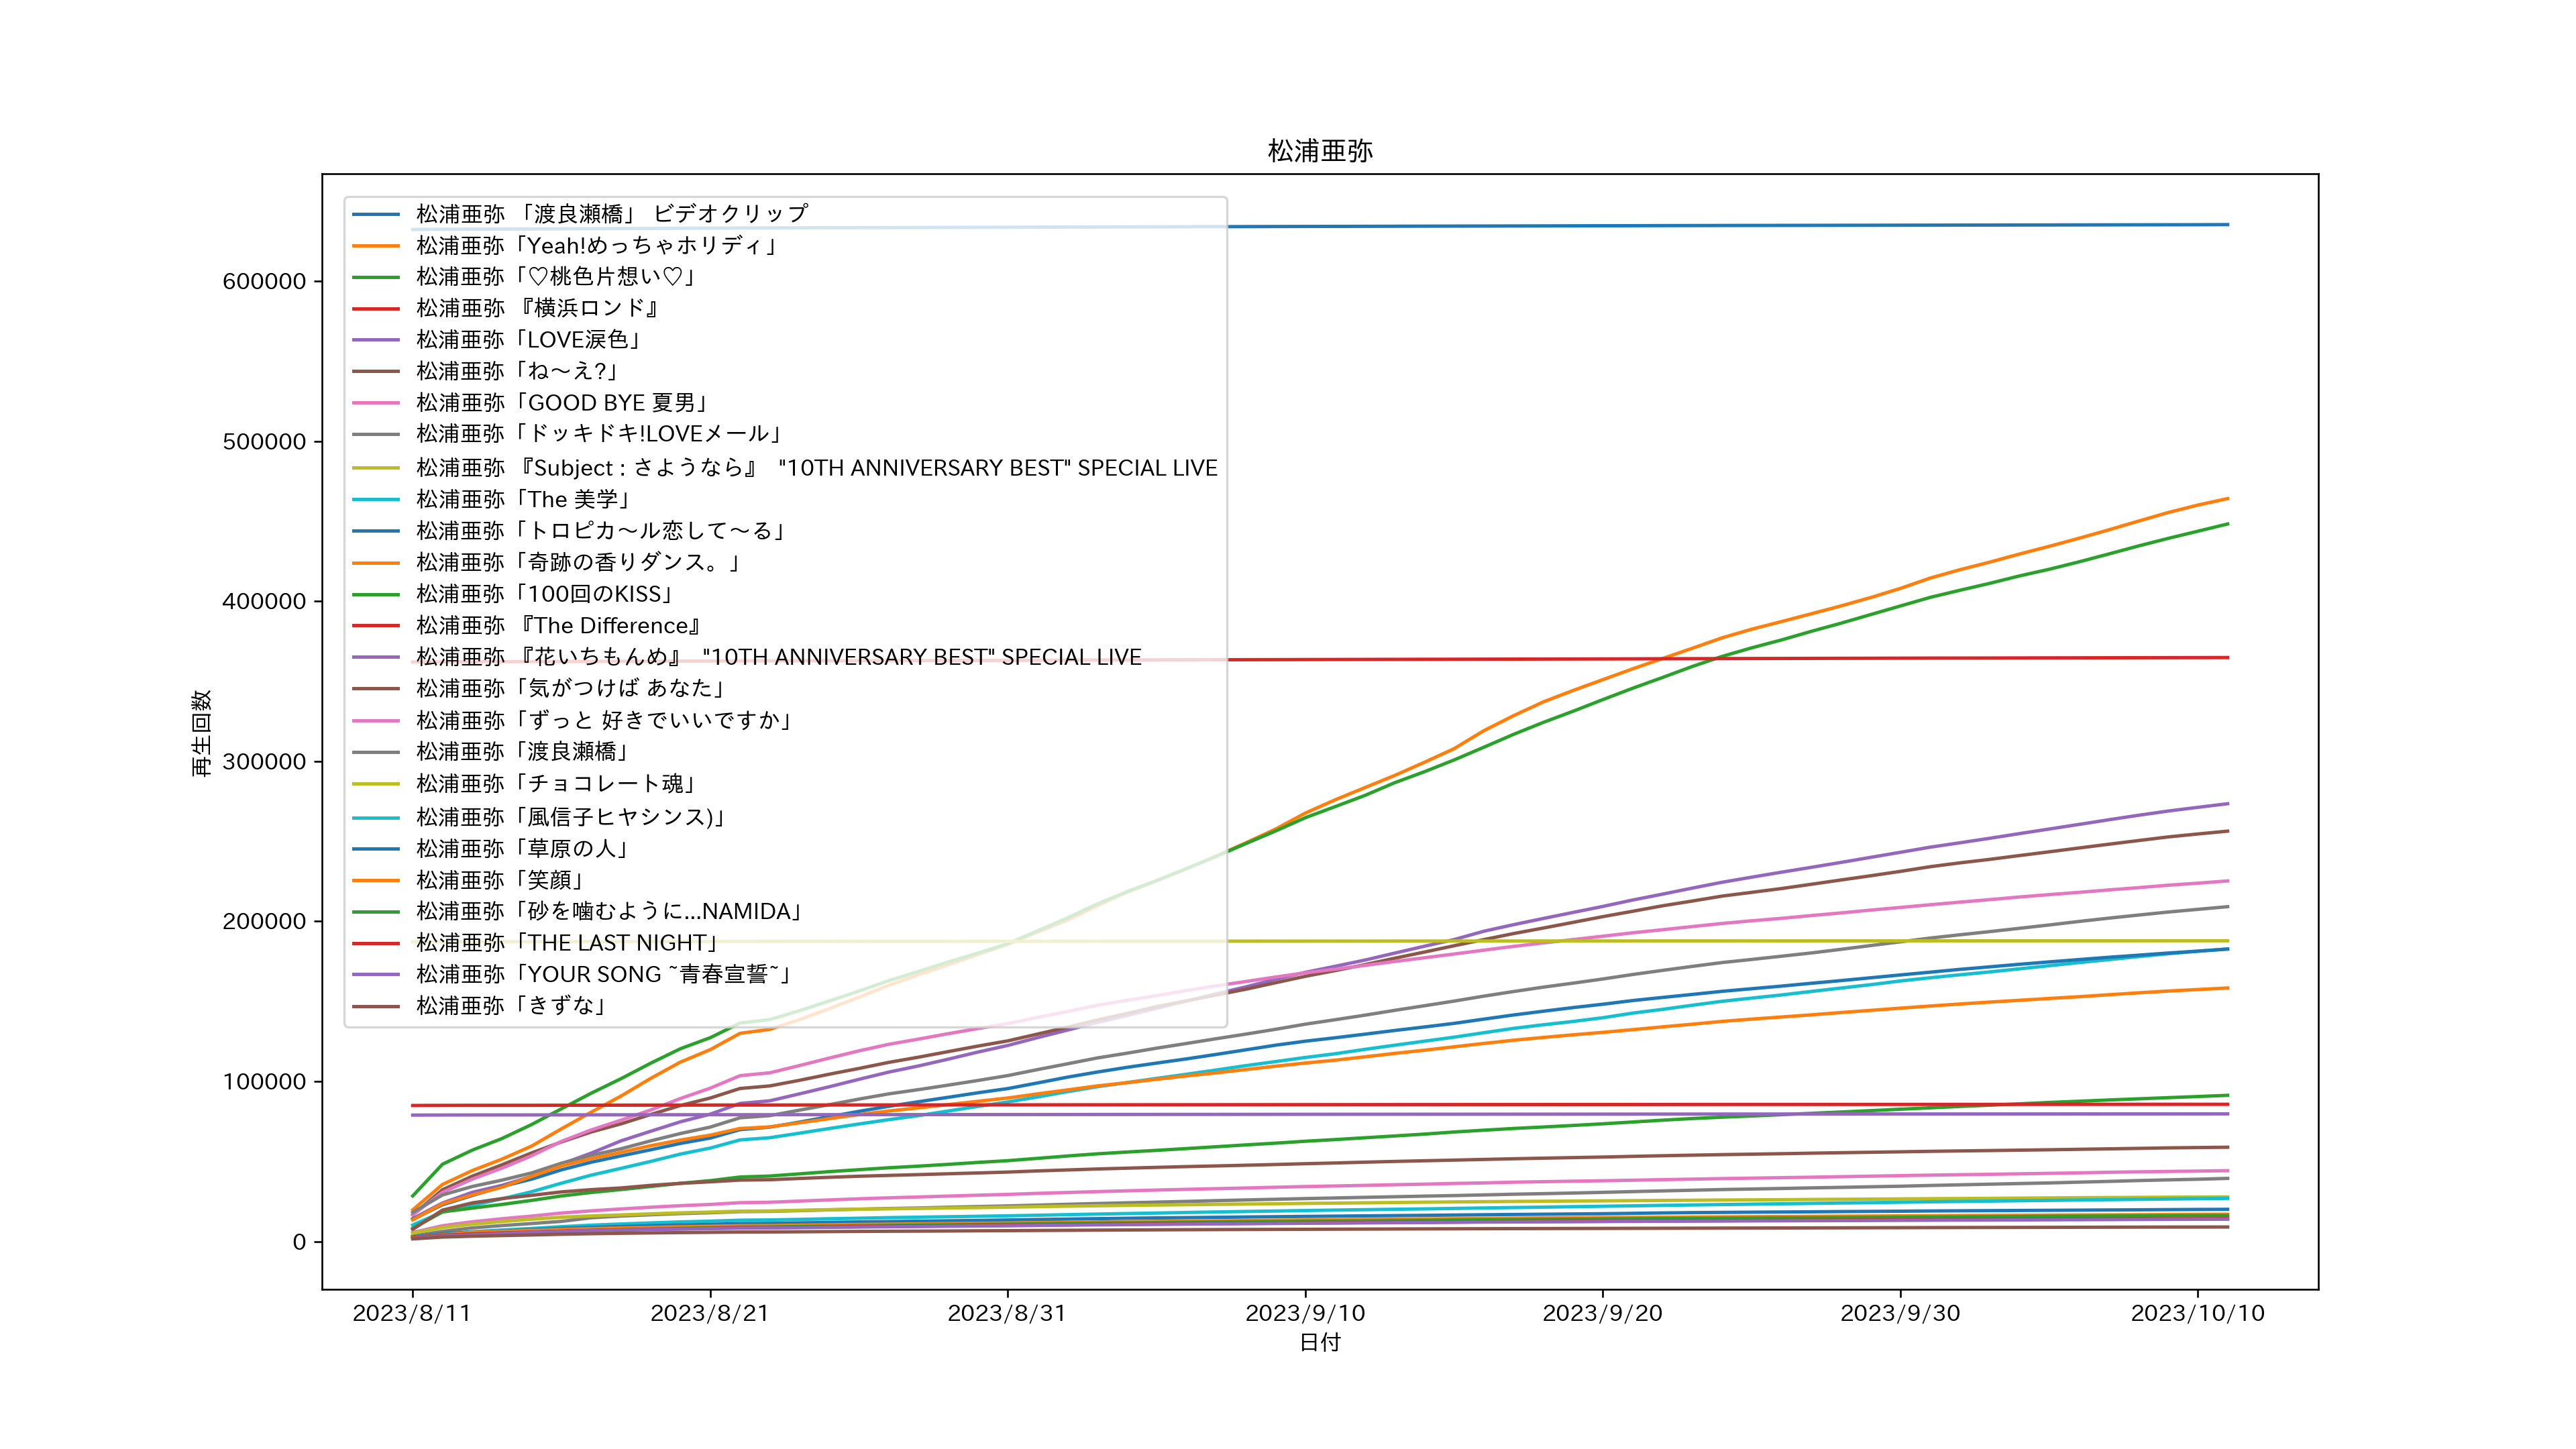 松浦亜弥
松浦亜弥 「渡良瀬橋」 ビデオクリップ
松浦亜弥「Yeah!めっちゃホリディ」
松浦亜弥「♡桃色片想い♡」
松浦亜弥 『横浜ロンド』
松浦亜弥「LOVE涙色」
松浦亜弥「ね～え?」
松浦亜弥「GOOD BYE 夏男」
松浦亜弥「ドッキドキ!LOVEメール」
松浦亜弥 『Subject : さようなら』 "10TH ANNIVERSARY BEST" SPECIAL LIVE
松浦亜弥「The 美学」
松浦亜弥「トロピカ～ル恋して～る」
松浦亜弥「奇跡の香りダンス。」
松浦亜弥「100回のKISS」
松浦亜弥 『The Difference』
松浦亜弥 『花いちもんめ』 "10TH ANNIVERSARY BEST" SPECIAL LIVE
松浦亜弥「気がつけば あなた」
松浦亜弥「ずっと 好きでいいですか」
松浦亜弥「渡良瀬橋」
松浦亜弥「チョコレート魂」
松浦亜弥「風信子ヒヤシンス)」
松浦亜弥「草原の人」
松浦亜弥「笑顔」
松浦亜弥「砂を噛むように…NAMIDA」
松浦亜弥「THE LAST NIGHT」
松浦亜弥「YOUR SONG ~青春宣誓~」
松浦亜弥「きずな」
再生回数
600000
500000
400000
300000
200000
100000
0
2023/8/11 2023/8/21 2023/8/31 2023/9/10 2023/9/20 2023/9/30 2023/10/10
日付